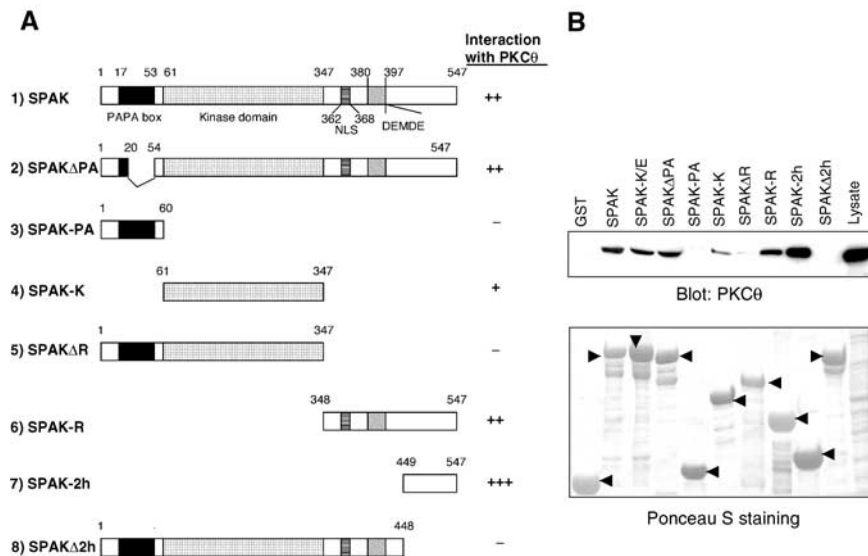 A
Interaction
with PKCθ
1 17 53 61 347 380 397 547
1) SPAK ++
PAPA box Kinase domain 362 368 DEMDE
NLS
20 54 547
2) SPAKΔPA ++
1 60
3) SPAK-PA –
61 347
4) SPAK-K +
1 347
5) SPAKΔR –
348 547
6) SPAK-R ++
449 547
7) SPAK-2h +++
1 448
8) SPAKΔ2h –
B
GST
SPAK
SPAK-K/E
SPAKΔPA
SPAK-PA
SPAK-K
SPAKΔR
SPAK-R
SPAK-2h
SPAKΔ2h
Lysate
Blot: PKCθ
Ponceau S staining